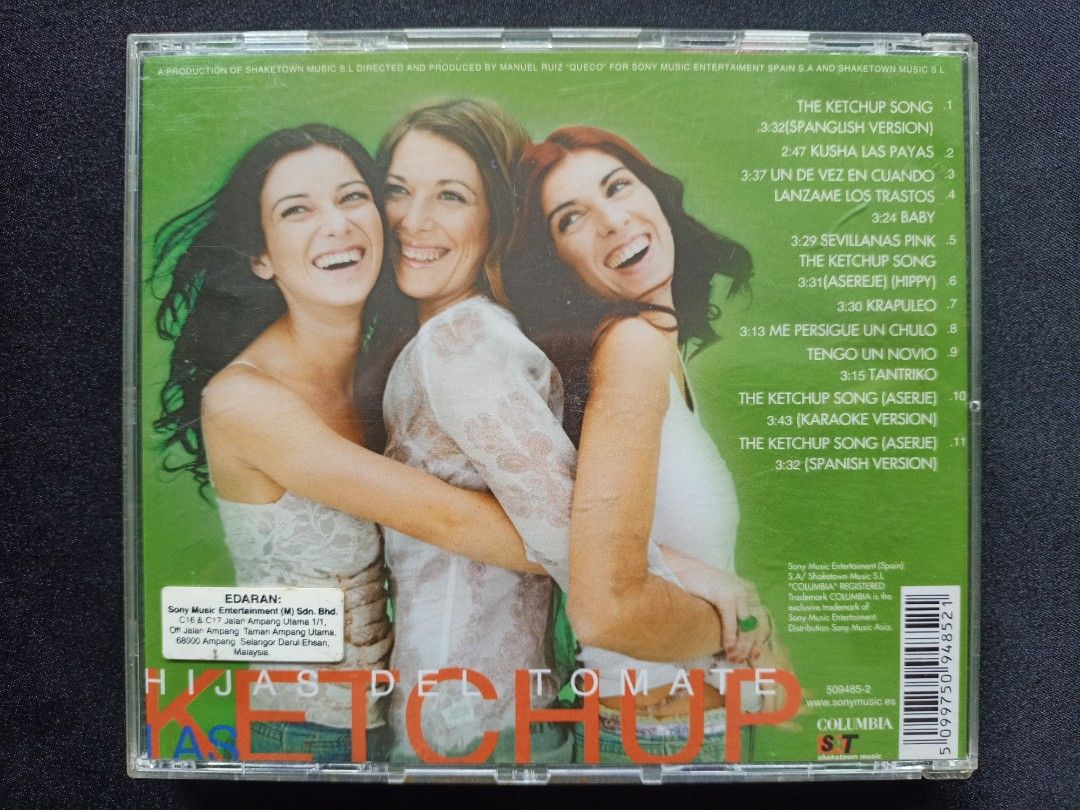 A PRODUCTION OF SHAKETOWN MUSIC S.L DIRECTED AND PRODUCED BY MANUEL RUIZ "QUECO" FOR SONY MUSIC ENTERTAIMENT SPAIN S.A AND SHAKETOWN MUSIC S.L
THE KETCHUP SONG .1
.3:32(SPANGLISH VERSION)
2:47 KUSHA LAS PAYAS .2
3:37 UN DE VEZ EN CUANDO .3
LANZAME LOS TRASTOS .4
3:24 BABY
3:29 SEVILLANAS PINK .5
THE KETCHUP SONG
3:31(ASEREJE) (HIPPY) .6
3:30 KRAPULEO .7
3:13 ME PERSIGUE UN CHULO .8
TENGO UN NOVIO .9
3:15 TANTRIKO
THE KETCHUP SONG (ASERJE) .10
3:43 (KARAOKE VERSION)
THE KETCHUP SONG (ASERJE) .11
3:32 (SPANISH VERSION)
Sony Music Entertaiment (Spain)
S.A/ Shaketown Music S.L
"COLUMBIA" REGISTERED
Trademark COLUMBIA is the
exclusive trademark of
Sony Music Entertaiment
Distribution Sony Music Asia.
EDARAN:
Sony Music Entertainment (M) Sdn. Bhd.
C16 & C17 Jalan Ampang Utama 1/1,
Off Jalan Ampang Taman Ampang Utama,
68000 Ampang Selangor Darul Ehsan,
Malaysia.
HIJAS DEL TOMATE
LAS
KETCHUP
509485-2
www.sonymusic.es
COLUMBIA
S/T
shaketown music
5 099750 948521